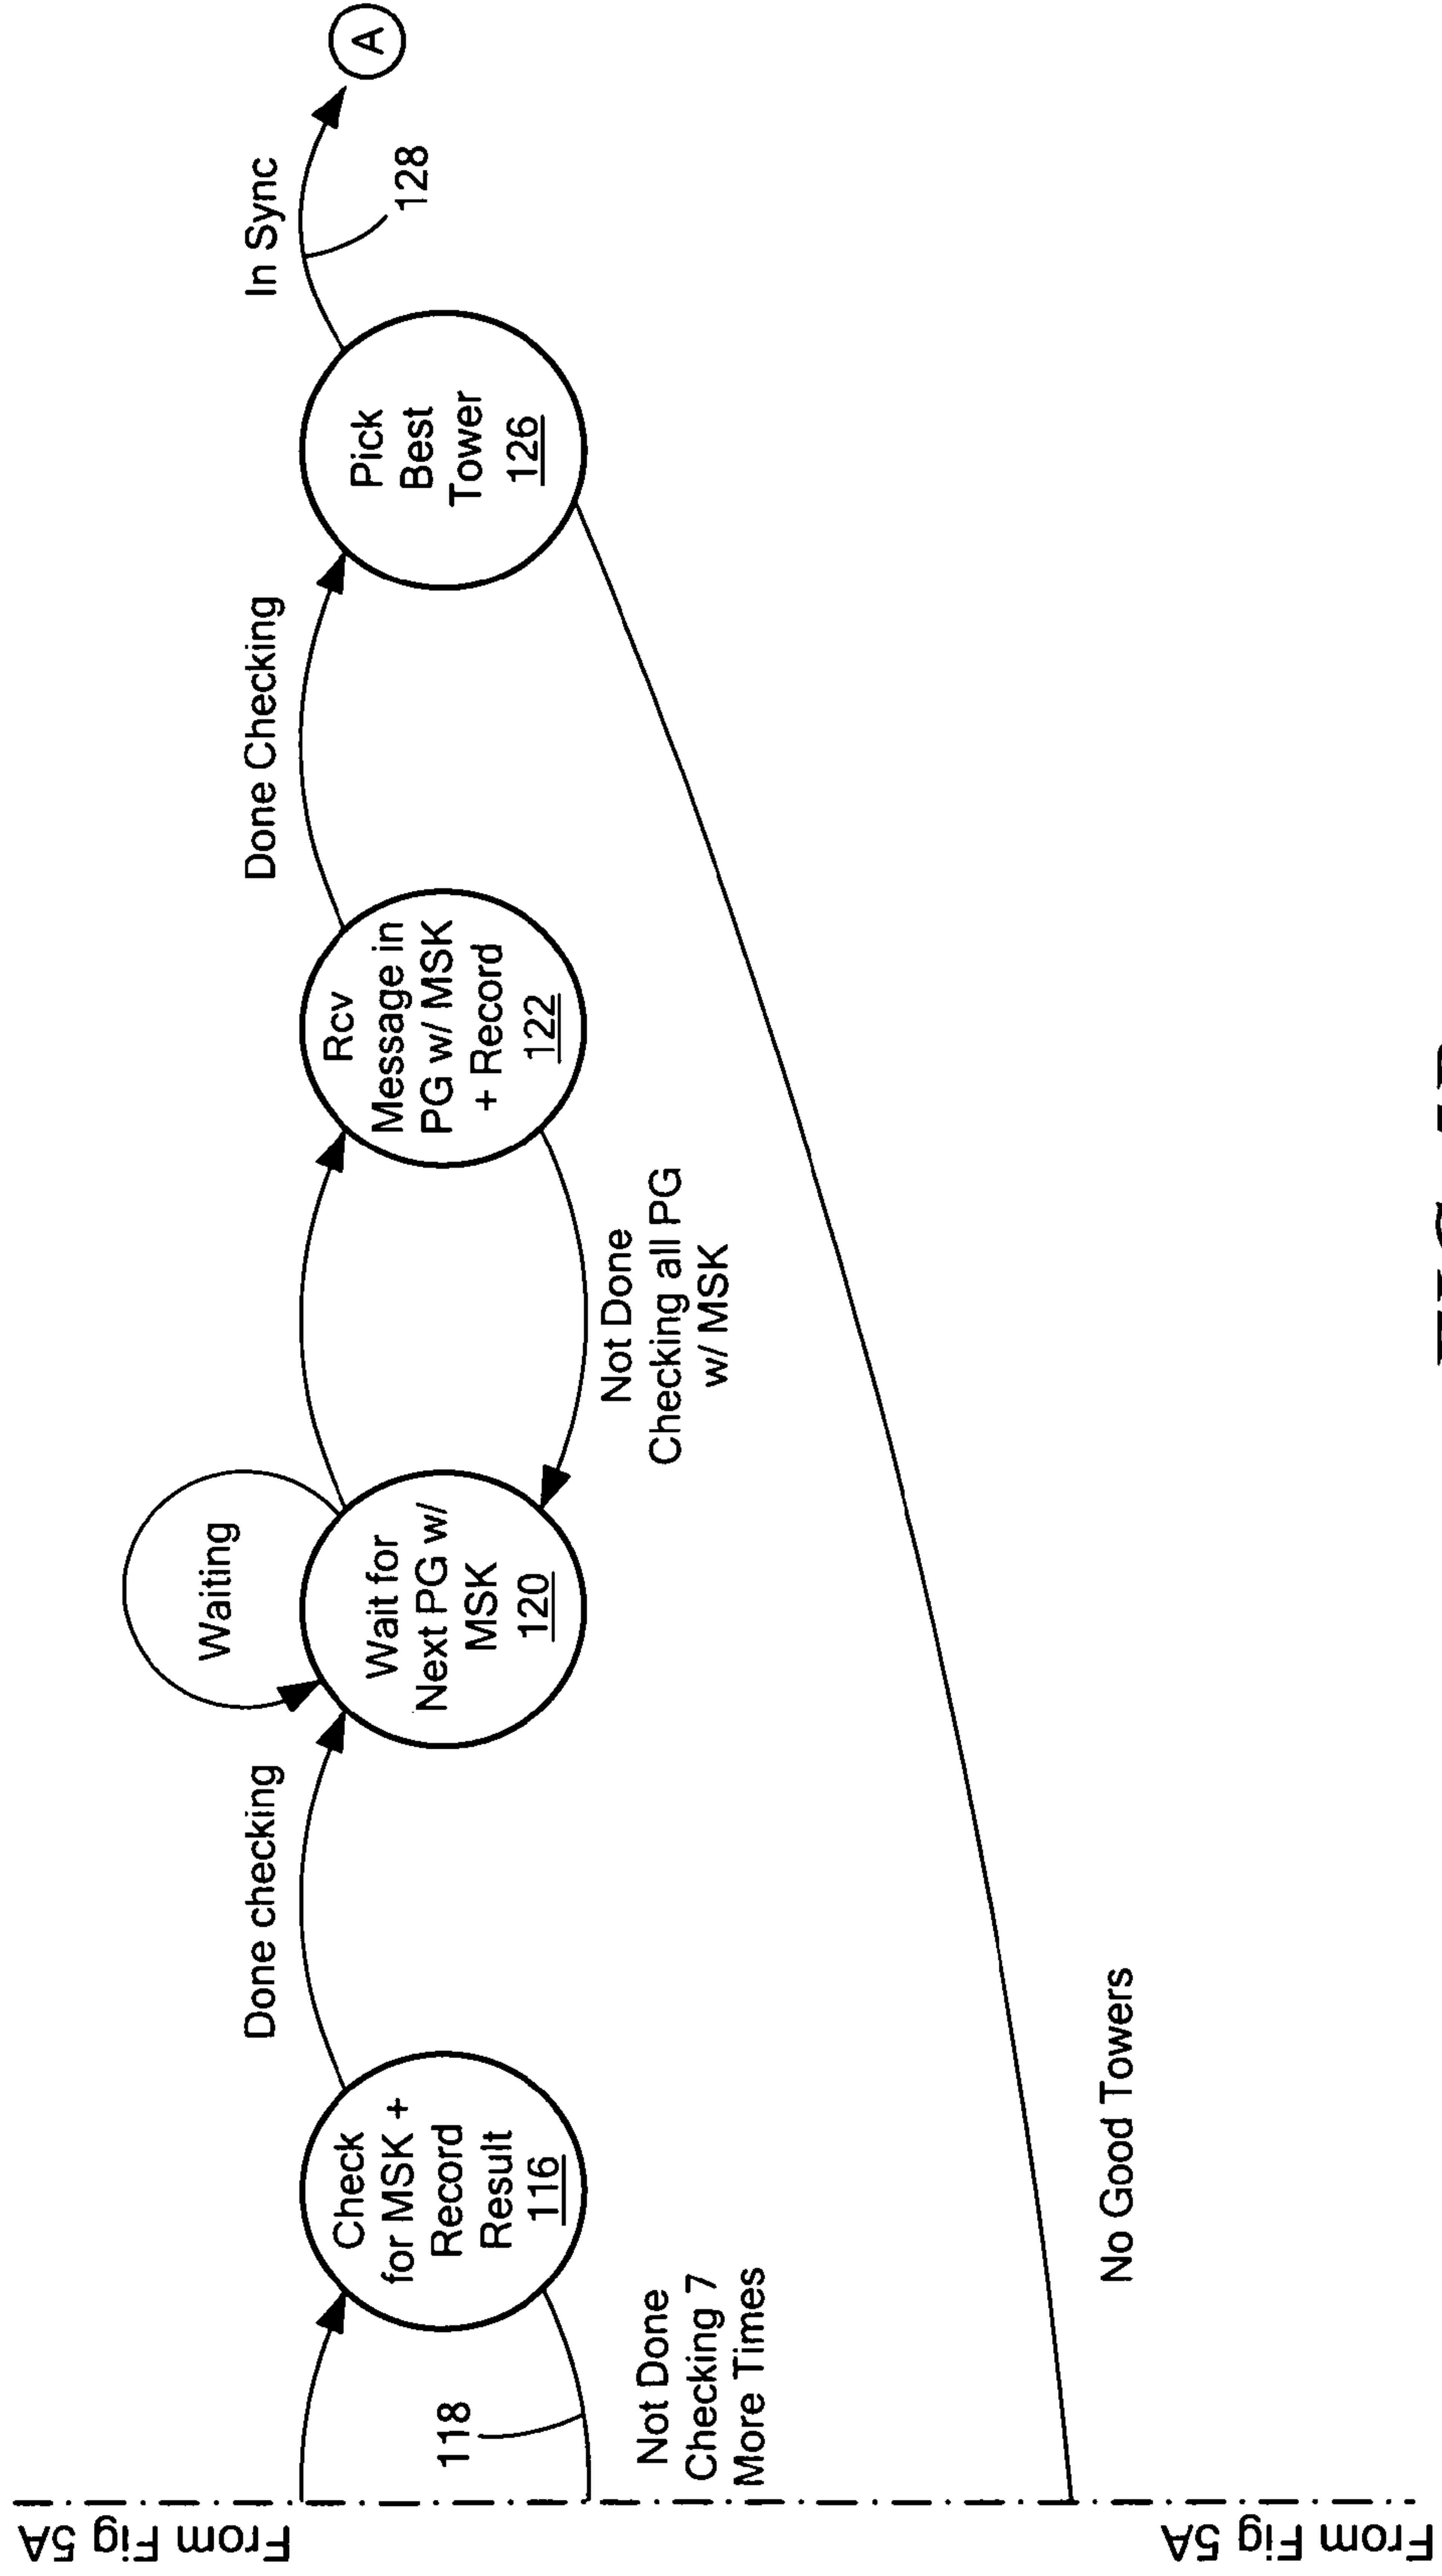 From Fig 5A
Check
for MSK +
Record
Result
116
118
Not Done
Checking 7
More Times
Done checking
Waiting
Wait for
Next PG w/
MSK
120
Not Done
Checking all PG
w/ MSK
Rcv
Message in
PG w/ MSK
+ Record
122
Done Checking
Pick
Best
Tower
126
In Sync
128
A
No Good Towers
From Fig 5A